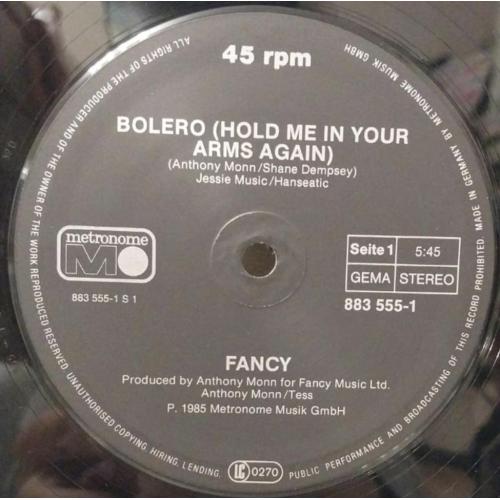 45 rpm
BOLERO (HOLD ME IN YOUR
ARMS AGAIN)
(Anthony Monn/Shane Dempsey)
Jessie Music/Hanseatic
metronome
883 555-1 S 1
Seite 1
5:45
GEMA
STEREO
883 555-1
FANCY
Produced by Anthony Monn for Fancy Music Ltd.
Anthony Monn/Tess
P. 1985 Metronome Musik GmbH
LC 0270
ALL RIGHTS OF THE PRODUCER AND OF THE OWNER OF THE WORK REPRODUCED RESERVED. UNAUTHORISED COPYING, HIRING, LENDING, PUBLIC PERFORMANCE AND BROADCASTING OF THIS RECORD PROHIBITED. MADE IN GERMANY BY METRONOME MUSIK GMBH